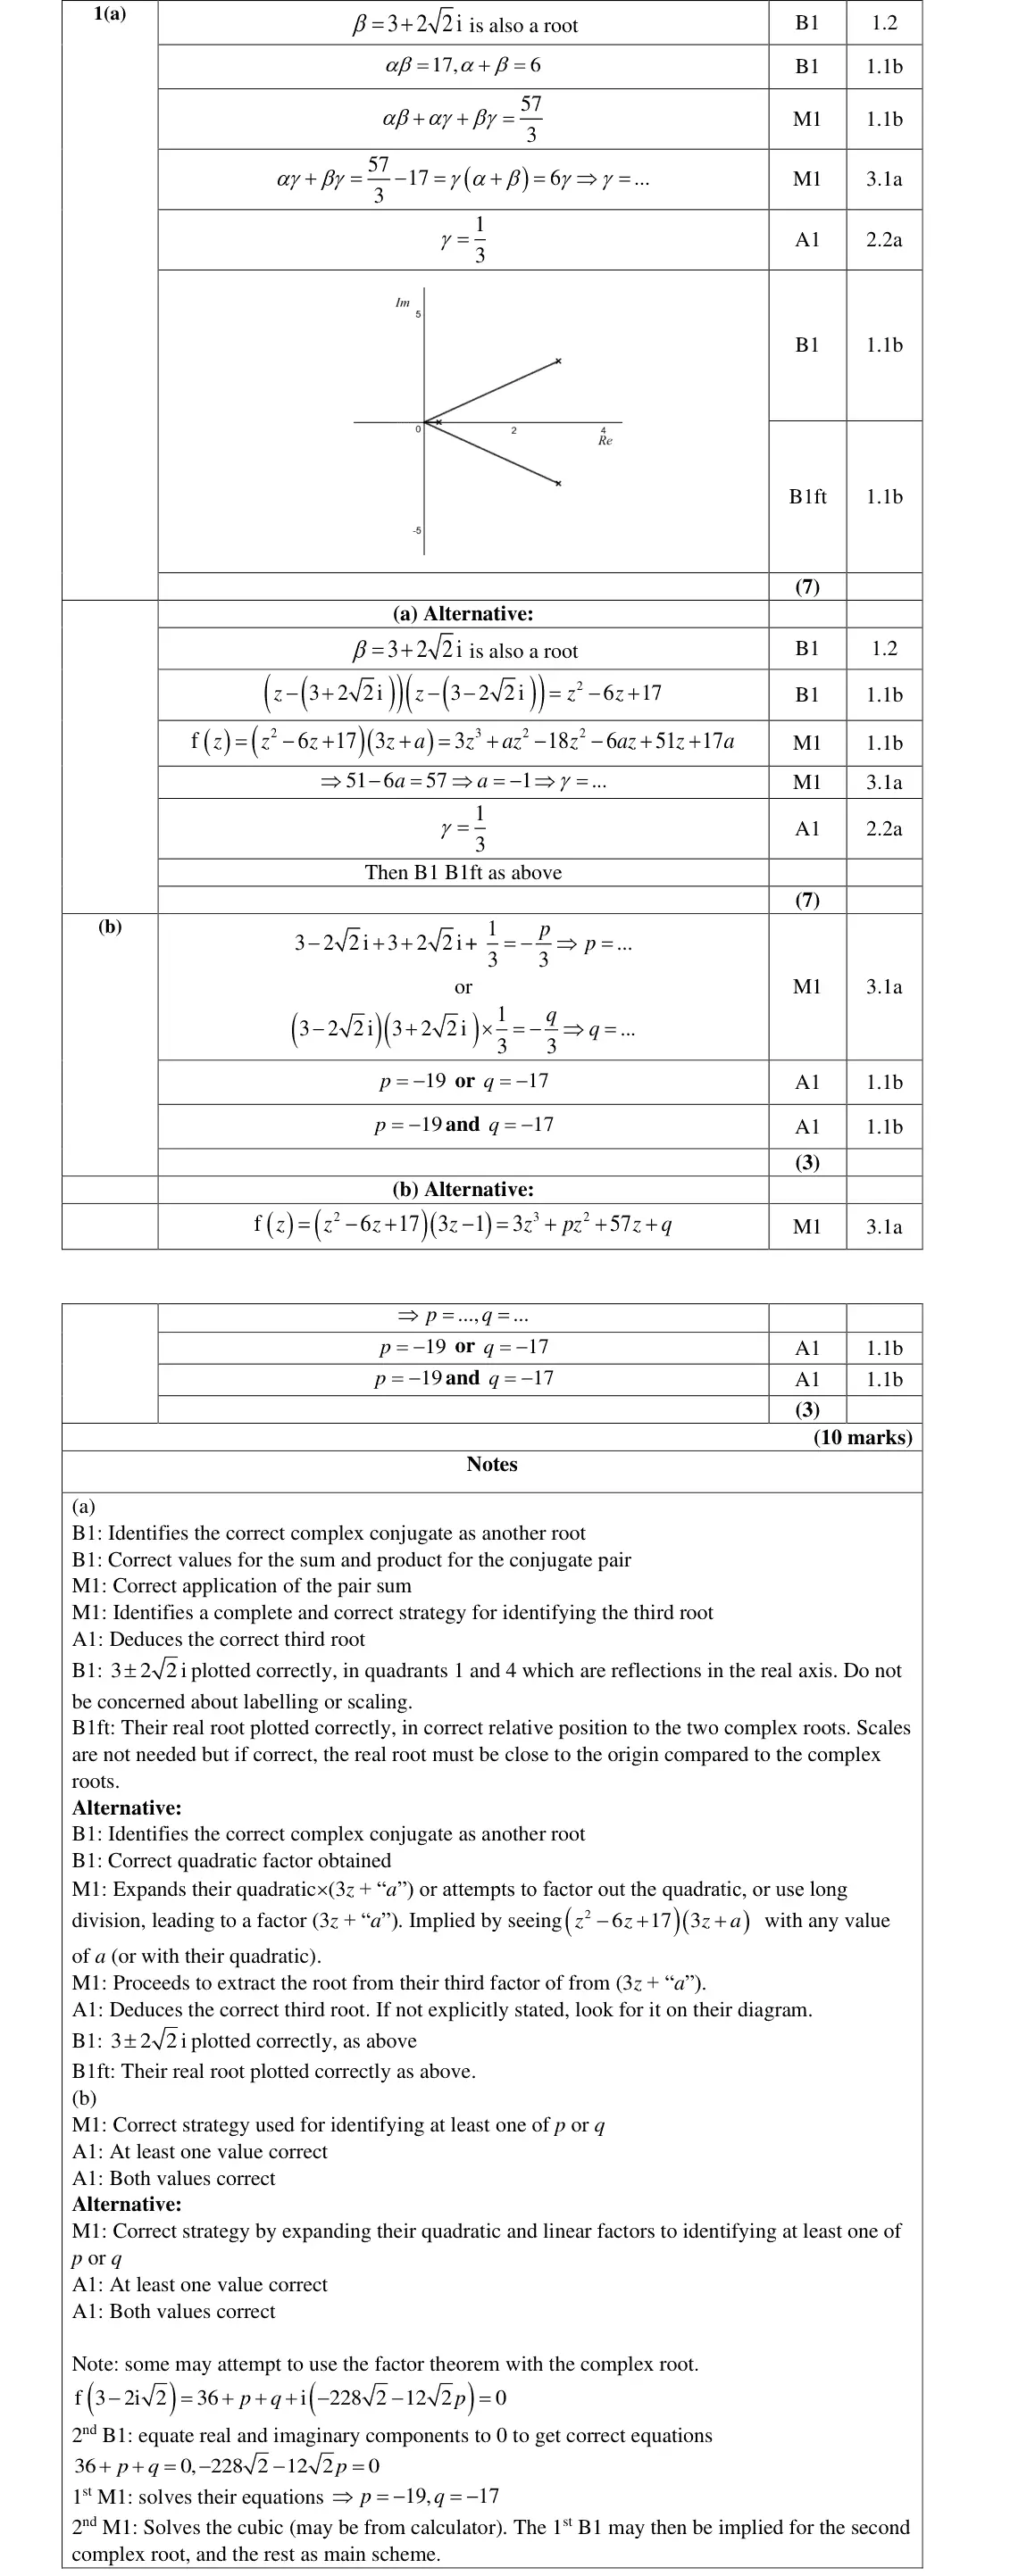 1(a) β = 3 + 2√2 i is also a root B1 1.2
αβ = 17, α + β = 6 B1 1.1b
αβ + αγ + βγ = 57/3 M1 1.1b
αγ + βγ = 57/3 − 17 = γ(α + β) = 6γ ⇒ γ = ... M1 3.1a
γ = 1/3 A1 2.2a
Im
5
0 2 4
Re
-5
B1 1.1b
B1ft 1.1b
(7)
(a) Alternative:
β = 3 + 2√2 i is also a root B1 1.2
(z − (3 + 2√2 i))(z − (3 − 2√2 i)) = z² − 6z + 17 B1 1.1b
f(z) = (z² − 6z + 17)(3z + a) = 3z³ + az² − 18z² − 6az + 51z + 17a M1 1.1b
⇒ 51 − 6a = 57 ⇒ a = −1 ⇒ γ = ... M1 3.1a
γ = 1/3 A1 2.2a
Then B1 B1ft as above
(7)
(b) 3 − 2√2 i + 3 + 2√2 i + 1/3 = −p/3 ⇒ p = ...
or M1 3.1a
(3 − 2√2 i)(3 + 2√2 i) × 1/3 = −q/3 ⇒ q = ...
p = −19 or q = −17 A1 1.1b
p = −19 and q = −17 A1 1.1b
(3)
(b) Alternative:
f(z) = (z² − 6z + 17)(3z − 1) = 3z³ + pz² + 57z + q M1 3.1a
⇒ p = ..., q = ...
p = −19 or q = −17 A1 1.1b
p = −19 and q = −17 A1 1.1b
(3)
(10 marks)
Notes
(a)
B1: Identifies the correct complex conjugate as another root
B1: Correct values for the sum and product for the conjugate pair
M1: Correct application of the pair sum
M1: Identifies a complete and correct strategy for identifying the third root
A1: Deduces the correct third root
B1: 3 ± 2√2 i plotted correctly, in quadrants 1 and 4 which are reflections in the real axis. Do not
be concerned about labelling or scaling.
B1ft: Their real root plotted correctly, in correct relative position to the two complex roots. Scales
are not needed but if correct, the real root must be close to the origin compared to the complex
roots.
Alternative:
B1: Identifies the correct complex conjugate as another root
B1: Correct quadratic factor obtained
M1: Expands their quadratic×(3z + “a”) or attempts to factor out the quadratic, or use long
division, leading to a factor (3z + “a”). Implied by seeing (z² − 6z + 17)(3z + a) with any value
of a (or with their quadratic).
M1: Proceeds to extract the root from their third factor of from (3z + “a”).
A1: Deduces the correct third root. If not explicitly stated, look for it on their diagram.
B1: 3 ± 2√2 i plotted correctly, as above
B1ft: Their real root plotted correctly as above.
(b)
M1: Correct strategy used for identifying at least one of p or q
A1: At least one value correct
A1: Both values correct
Alternative:
M1: Correct strategy by expanding their quadratic and linear factors to identifying at least one of
p or q
A1: At least one value correct
A1: Both values correct
Note: some may attempt to use the factor theorem with the complex root.
f(3 − 2i√2) = 36 + p + q + i(−228√2 − 12√2 p) = 0
2nd B1: equate real and imaginary components to 0 to get correct equations
36 + p + q = 0, −228√2 − 12√2 p = 0
1st M1: solves their equations ⇒ p = −19, q = −17
2nd M1: Solves the cubic (may be from calculator). The 1st B1 may then be implied for the second
complex root, and the rest as main scheme.